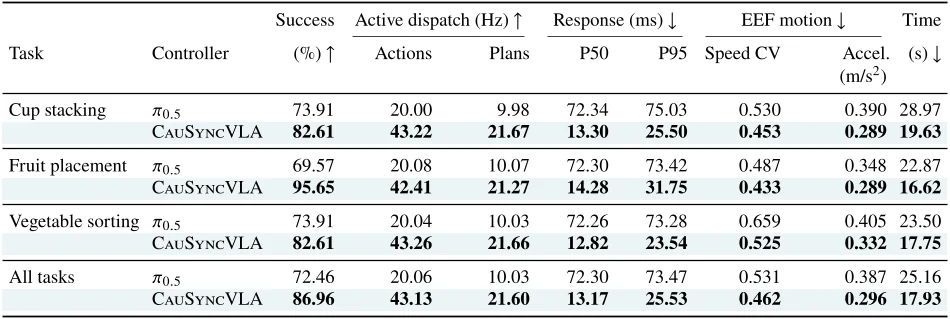 Success Active dispatch (Hz) ↑ Response (ms) ↓ EEF motion ↓ Time
Task Controller (%) ↑ Actions Plans P50 P95 Speed CV Accel. (s) ↓
(m/s²)
Cup stacking π0.5 73.91 20.00 9.98 72.34 75.03 0.530 0.390 28.97
CAUSYNCVLA 82.61 43.22 21.67 13.30 25.50 0.453 0.289 19.63
Fruit placement π0.5 69.57 20.08 10.07 72.30 73.42 0.487 0.348 22.87
CAUSYNCVLA 95.65 42.41 21.27 14.28 31.75 0.433 0.289 16.62
Vegetable sorting π0.5 73.91 20.04 10.03 72.26 73.28 0.659 0.405 23.50
CAUSYNCVLA 82.61 43.26 21.66 12.82 23.54 0.525 0.332 17.75
All tasks π0.5 72.46 20.06 10.03 72.30 73.47 0.531 0.387 25.16
CAUSYNCVLA 86.96 43.13 21.60 13.17 25.53 0.462 0.296 17.93